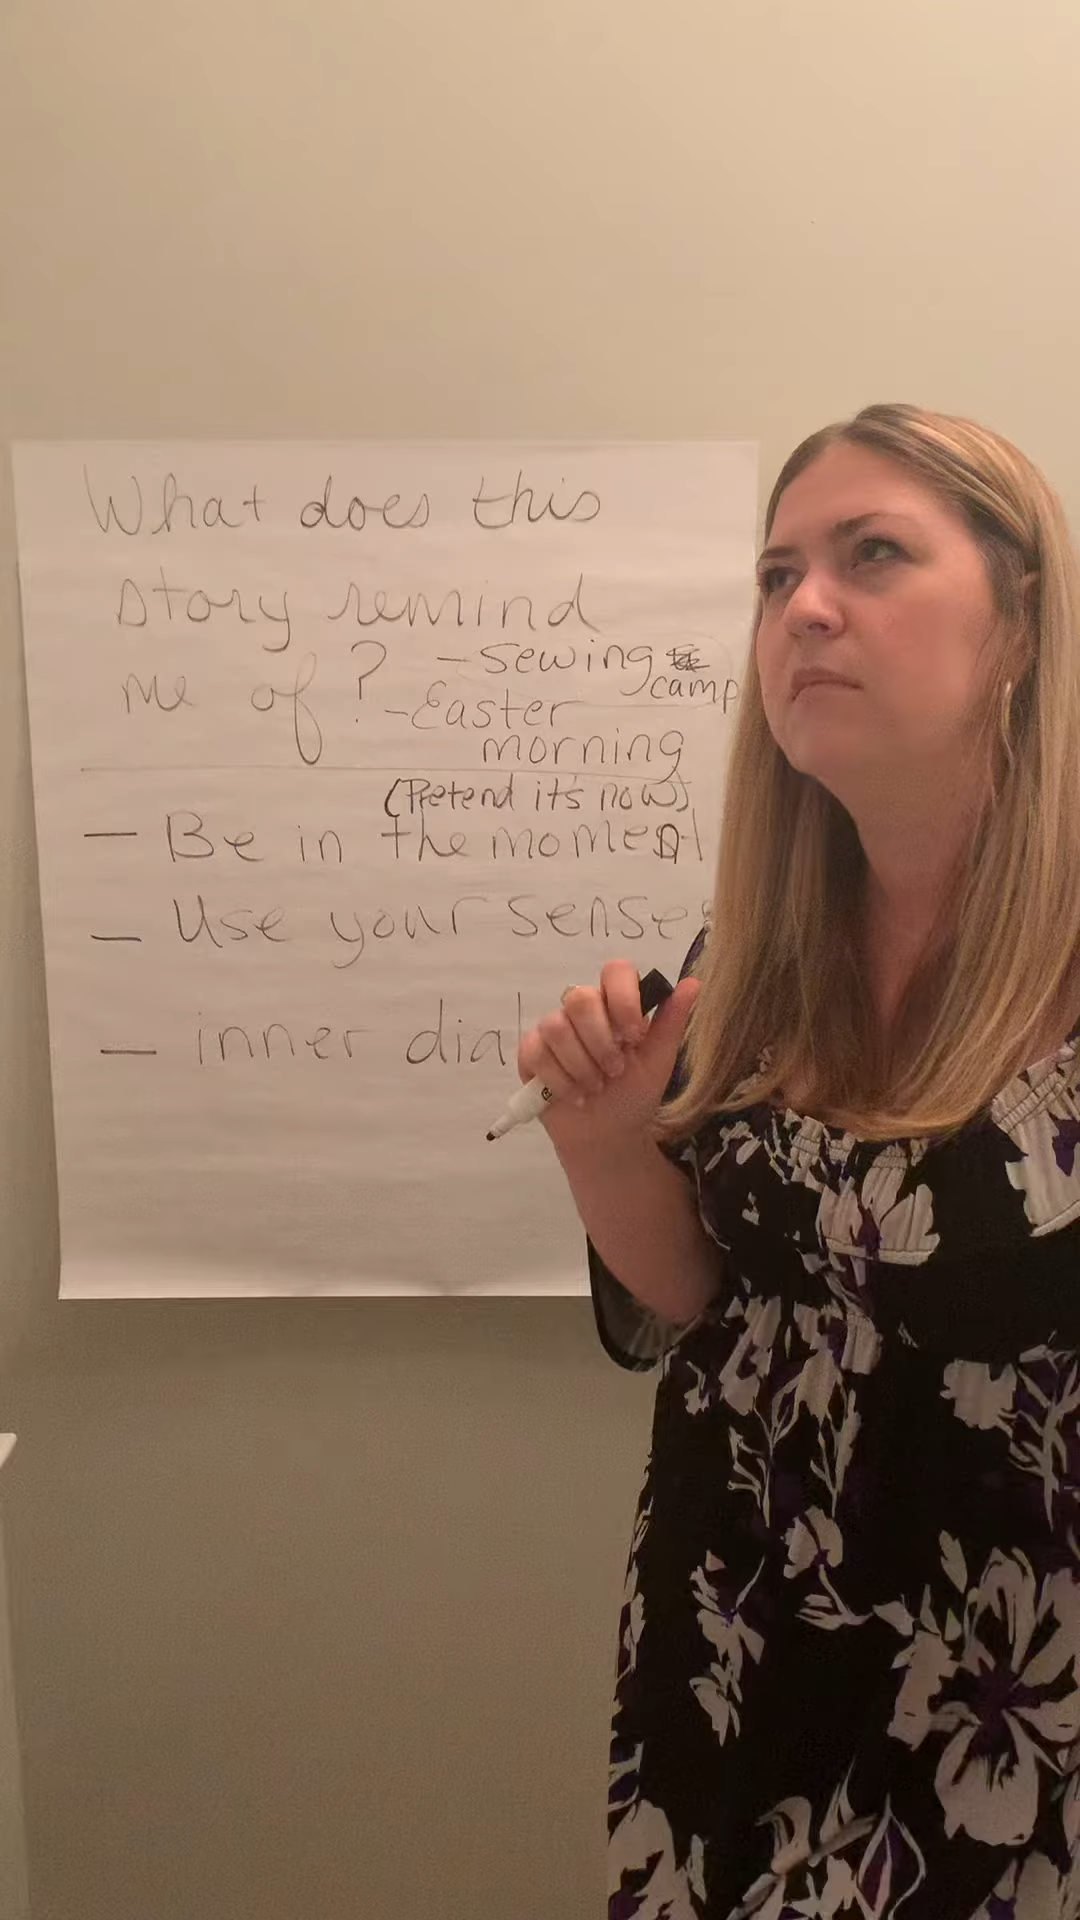 What does this
story remind
me of? - Sewing
camp
- Easter
morning
(Pretend it's now)
- Be in the moment
- Use your senses
- inner dial